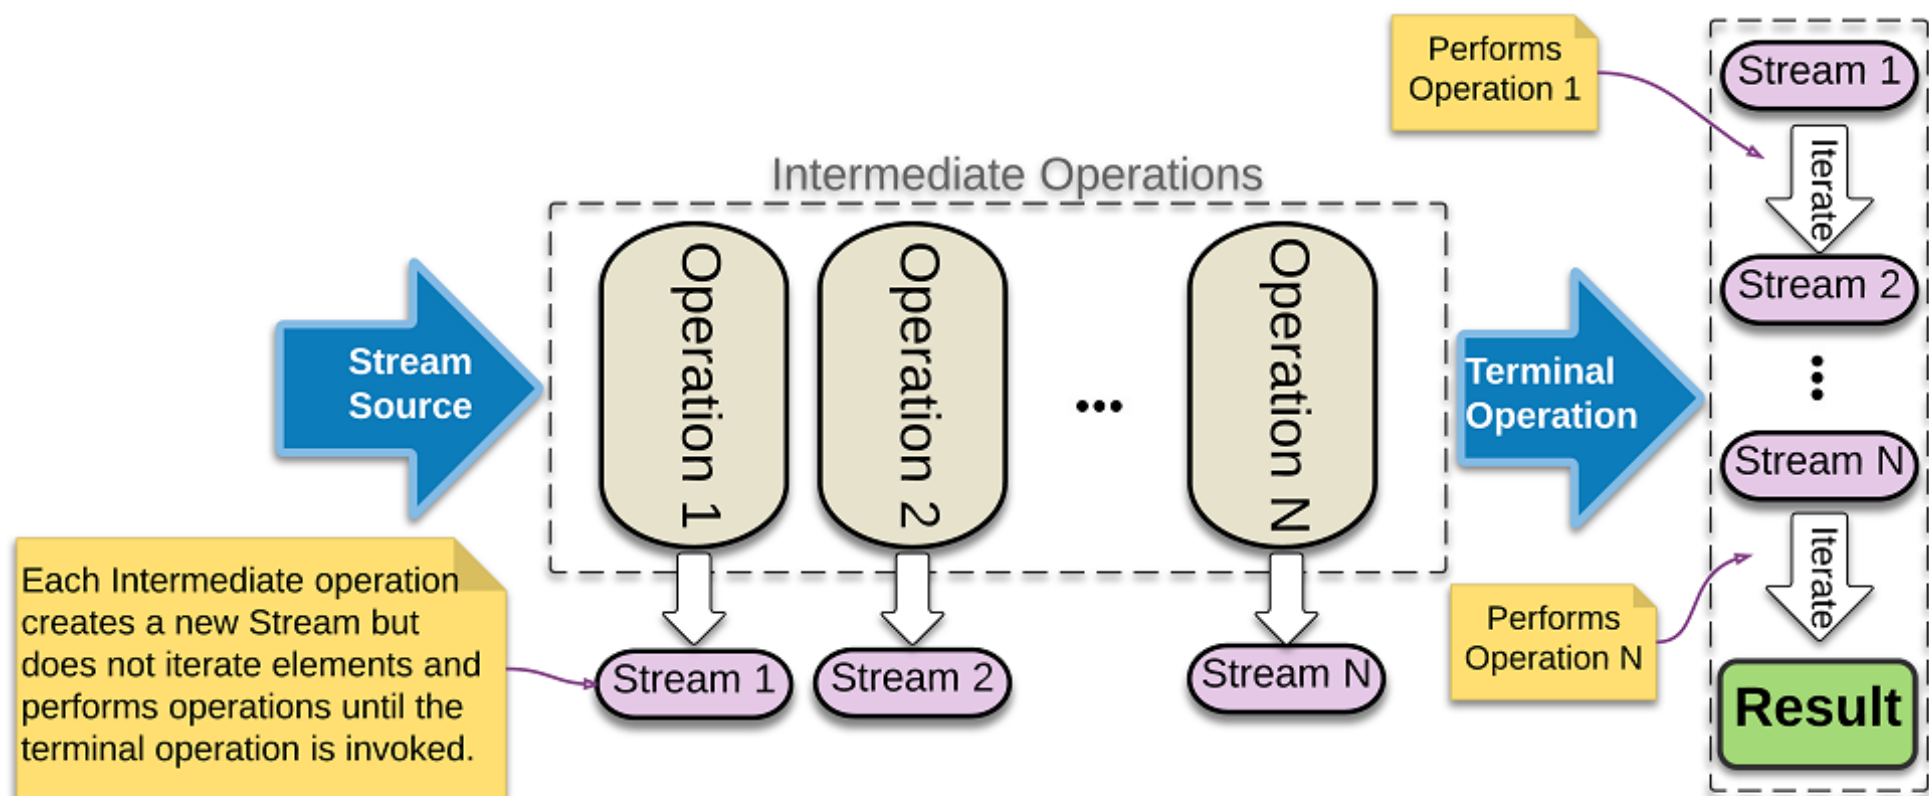 Performs
Operation 1
Stream 1
Iterate
Stream 2
Intermediate Operations
Stream
Source
Operation 1
Operation 2
...
Operation N
Terminal
Operation
...
Stream N
Iterate
Each Intermediate operation
creates a new Stream but
does not iterate elements and
performs operations until the
terminal operation is invoked.
Stream 1
Stream 2
Stream N
Performs
Operation N
Result